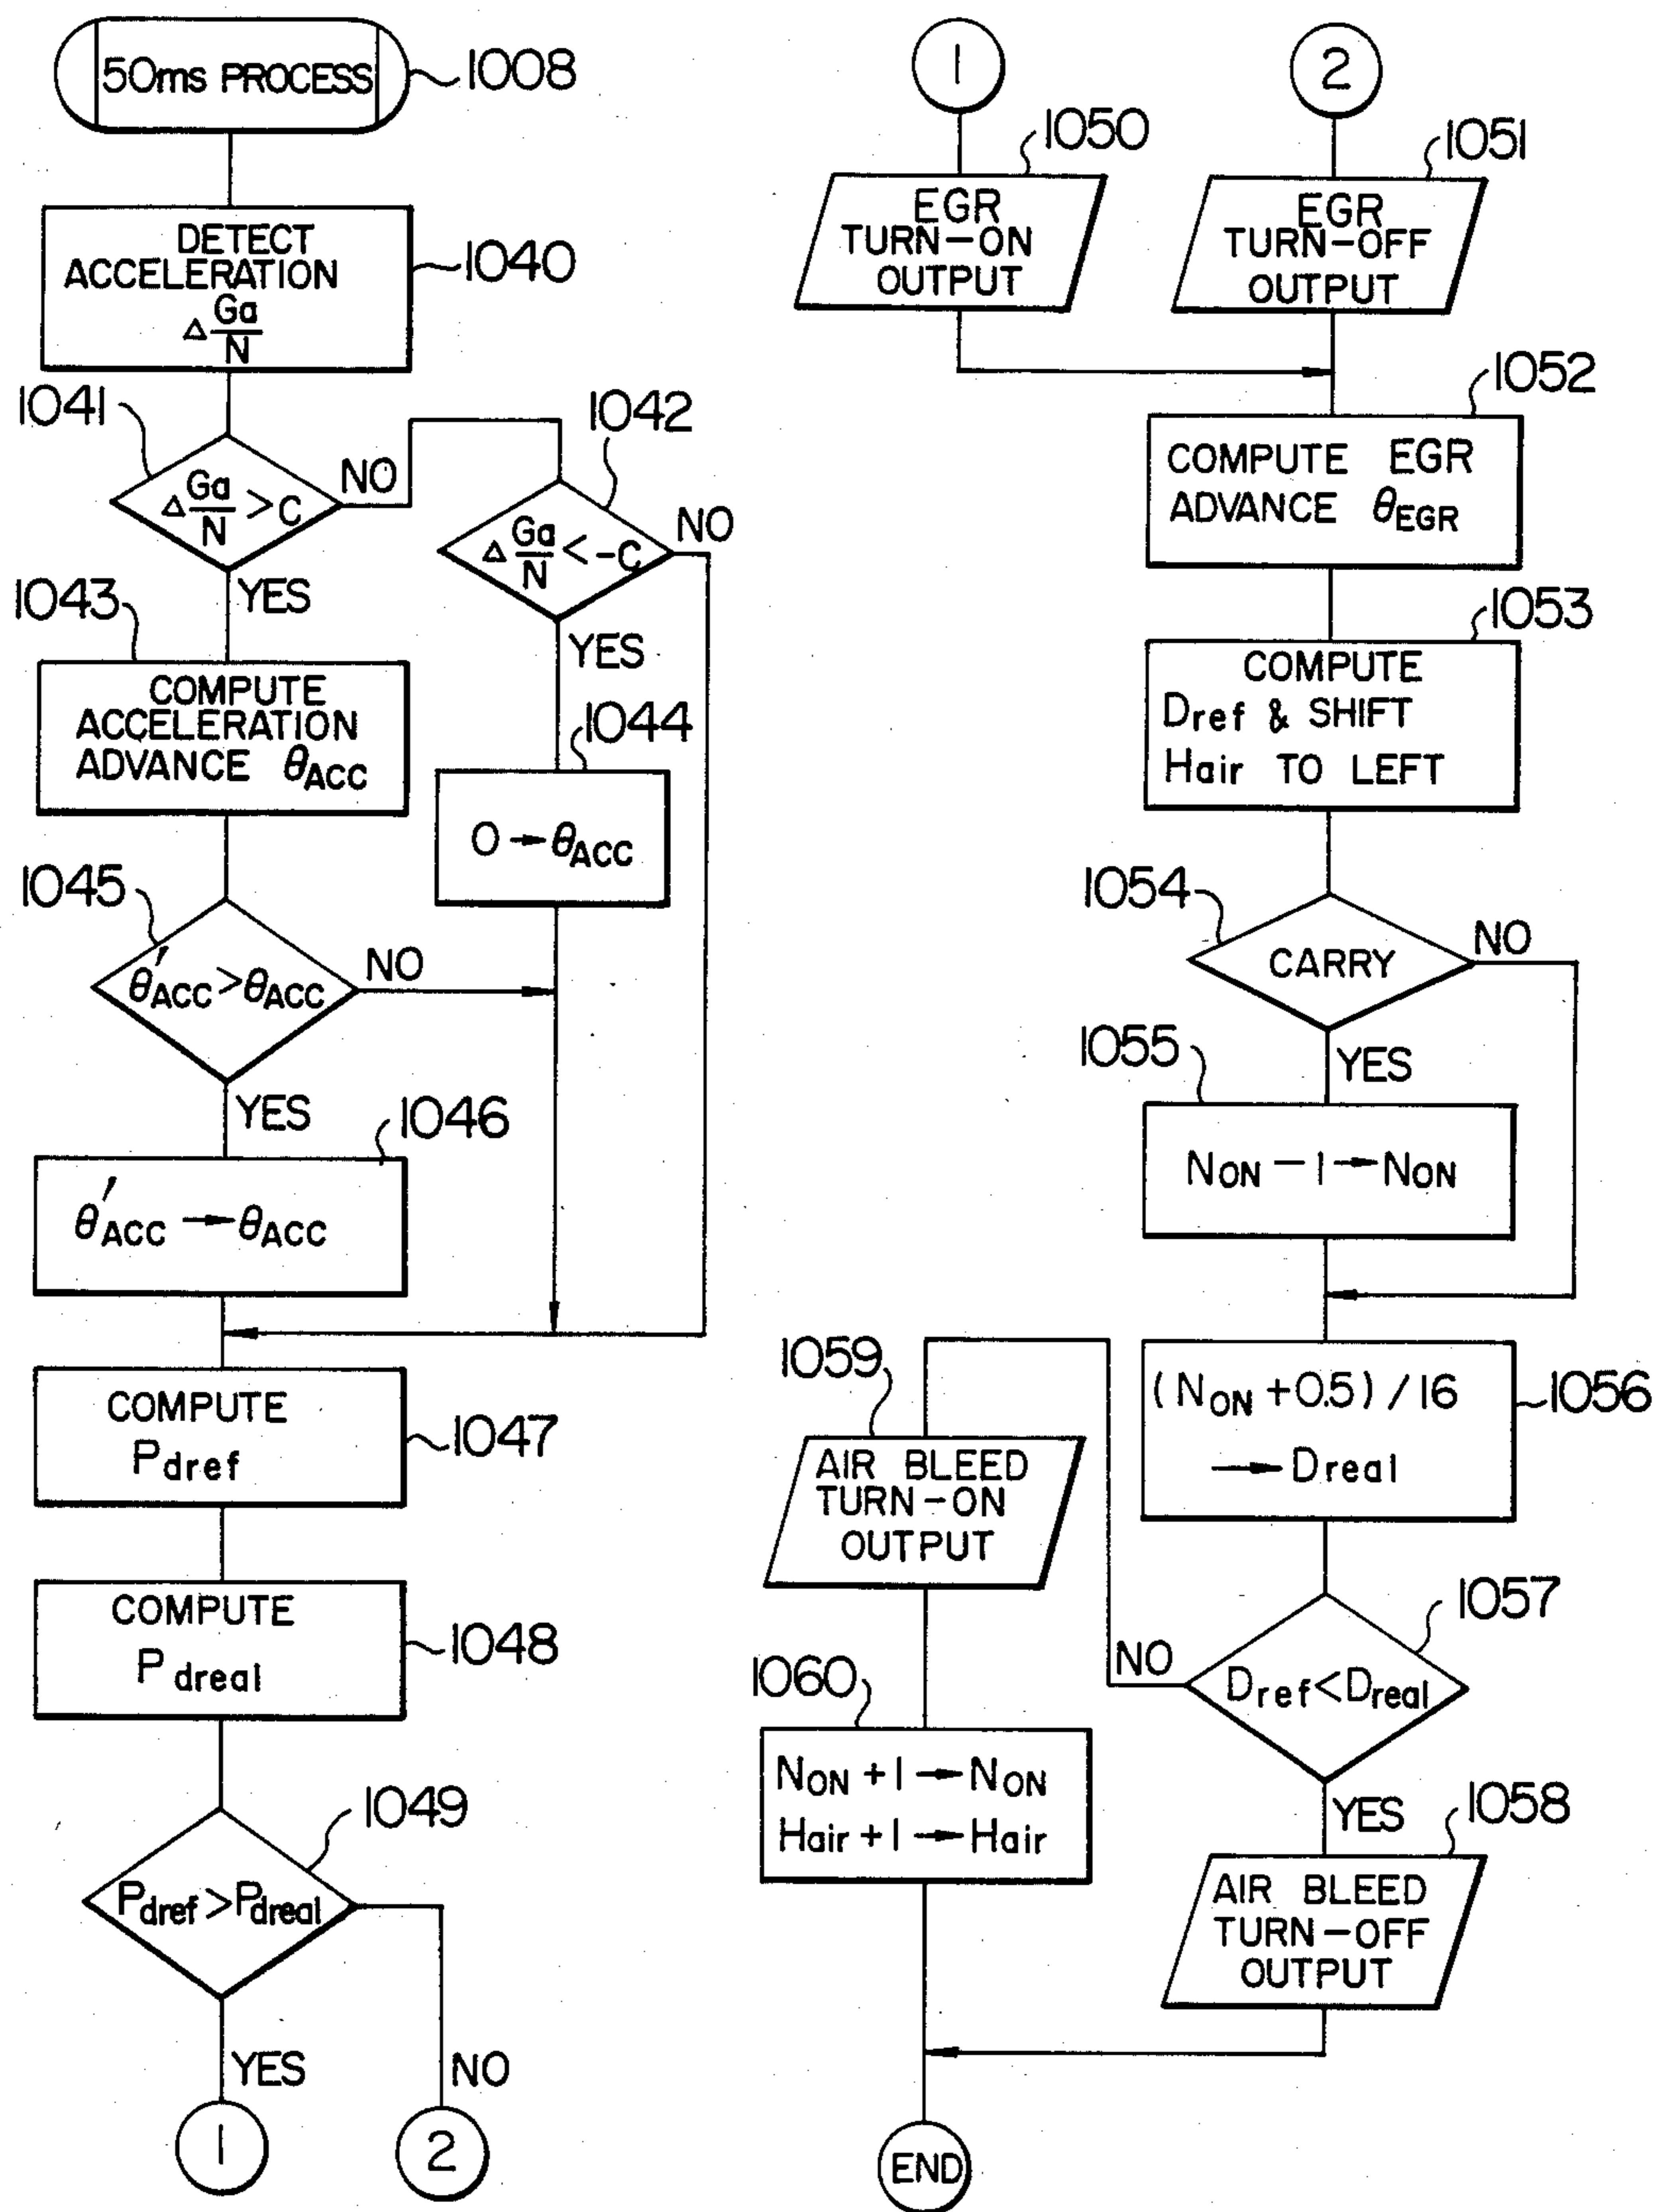 50ms PROCESS
1008
DETECT
ACCELERATION
Δ Ga
N
1040
1041
Δ Ga
N > C
NO
YES
1042
Δ Ga
N < -C
NO
YES
1043
COMPUTE
ACCELERATION
ADVANCE θACC
1044
0 → θACC
1045
θ'ACC > θACC
NO
YES
1046
θ'ACC → θACC
COMPUTE
Pdref
1047
COMPUTE
Pdreal
1048
1049
Pdref > Pdreal
YES
NO
1
2
1
2
1050
EGR
TURN-ON
OUTPUT
1051
EGR
TURN-OFF
OUTPUT
1052
COMPUTE EGR
ADVANCE θEGR
1053
COMPUTE
Dref & SHIFT
Hair TO LEFT
1054
CARRY
NO
YES
1055
NON - 1 → NON
(NON + 0.5) / 16
→ Dreal
1056
1057
Dref < Dreal
NO
YES
1058
AIR BLEED
TURN-OFF
OUTPUT
1059
AIR BLEED
TURN-ON
OUTPUT
1060
NON + 1 → NON
Hair + 1 → Hair
END